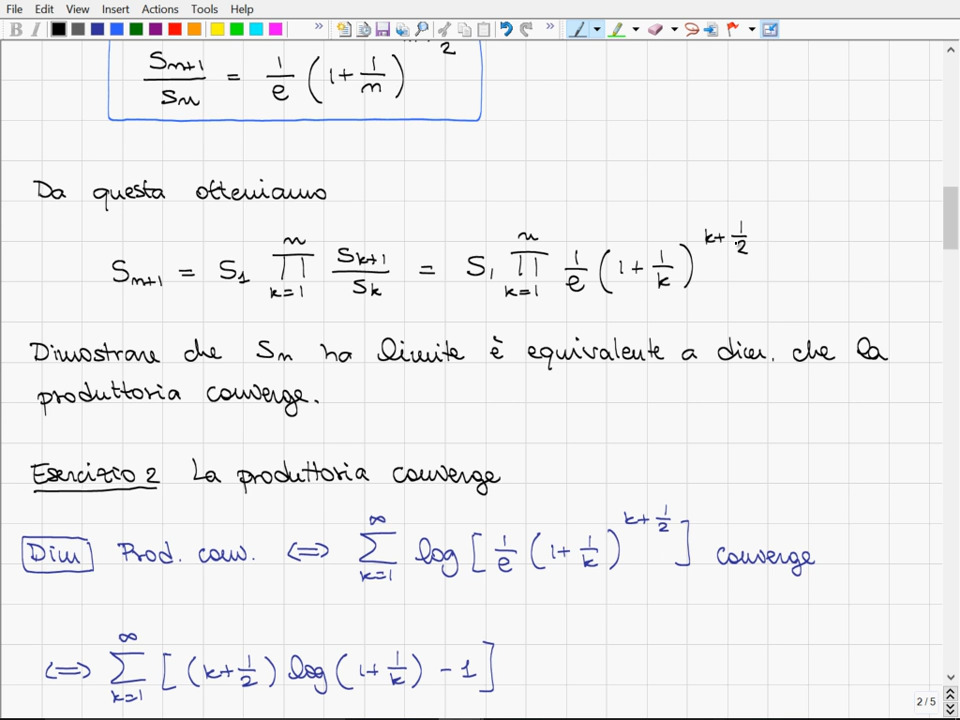 File Edit View Insert Actions Tools Help
B I
S_{n+1}/S_n = 1/e (1 + 1/n)^{n + 1/2}
Da questa otteniamo
S_{n+1} = S_1 ∏_{k=1}^{n} S_{k+1}/S_k = S_1 ∏_{k=1}^{n} 1/e (1 + 1/k)^{k + 1/2}
Dimostrare che S_n ha limite è equivalente a dim. che la
produttoria converge.
Esercizio 2 La produttoria converge
Dim Prod. conv. <=> ∑_{k=1}^{∞} log [ 1/e (1 + 1/k)^{k + 1/2} ] converge
<=> ∑_{k=1}^{∞} [ (k + 1/2) log (1 + 1/k) - 1 ]
2 / 5